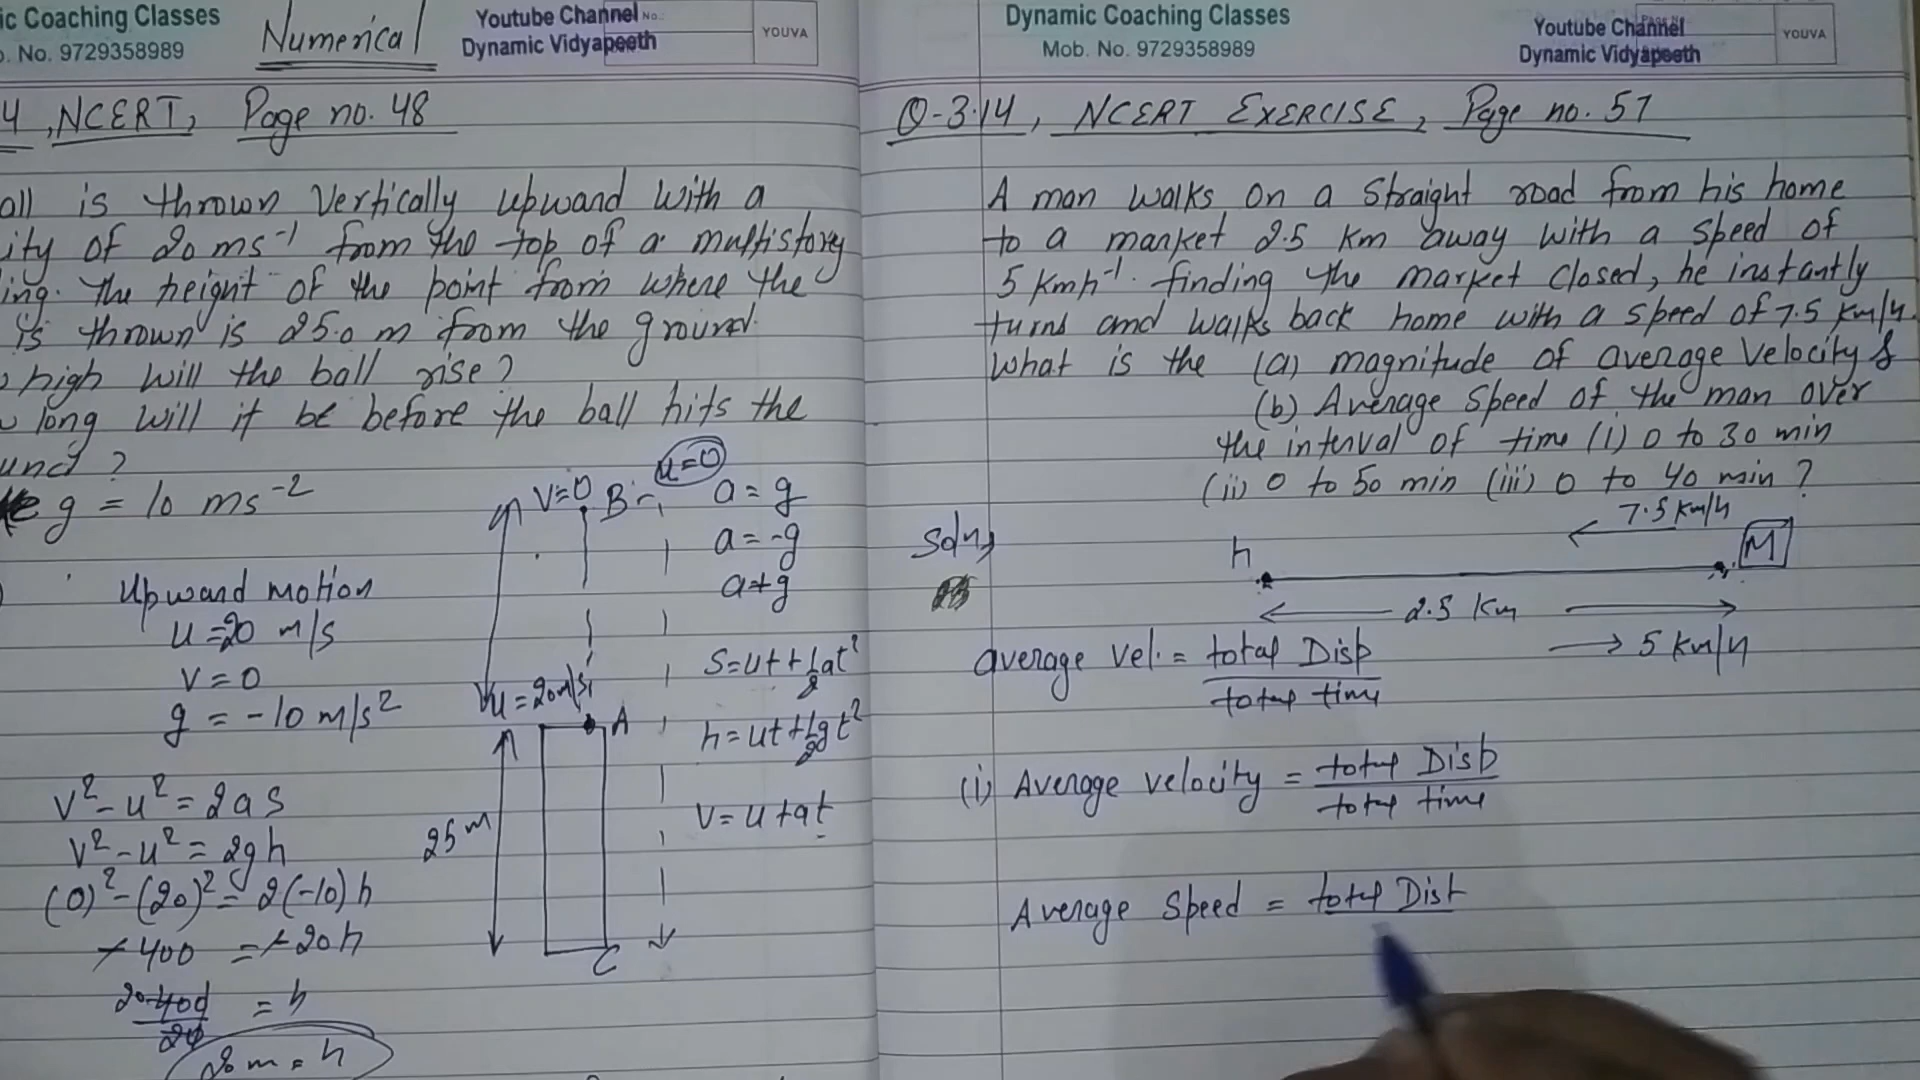 ic Coaching Classes
o. No. 9729358989
Numerical
Youtube Channel
Dynamic Vidyapeeth
No.:
YOUVA
4, NCERT, Page no. 48
all is thrown vertically upward with a
ity of 20 ms⁻¹ from the top of a multistory
ing. The height of the point from where the
is thrown is 25.0 m from the ground.
high will the ball rise?
long will it be before the ball hits the
und?
g = 10 ms⁻²
Upward motion
u = 20 m/s
v = 0
g = -10 m/s²
v² - u² = 2as
v² - u² = 2gh
(0)² - (20)² = 2(-10)h
-400 = -20h
20 400/20 = h
20 m = h
V=0 B
u=0
a = g
a = -g
a = +g
u = 20 m/s
A
S = ut + 1/2 at²
h = ut + 1/2 gt²
25 m
V = u + at
C
Dynamic Coaching Classes
Mob. No. 9729358989
Youtube Channel
Dynamic Vidyapeeth
YOUVA
Q-3.14, NCERT EXERCISE, Page no. 57
A man walks on a straight road from his home
to a market 2.5 Km away with a speed of
5 Kmh⁻¹. finding the market closed, he instantly
turns and walks back home with a speed of 7.5 Km/h.
What is the (a) magnitude of average velocity &
(b) Average speed of the man over
the interval of time (i) 0 to 30 min
(ii) 0 to 50 min (iii) 0 to 40 min?
Soln,
7.5 Km/h
h
M
2.5 Km
5 Km/h
average vel. = total Disp / total time
(i) Average velocity = total Disp / total time
Average Speed = total Dist